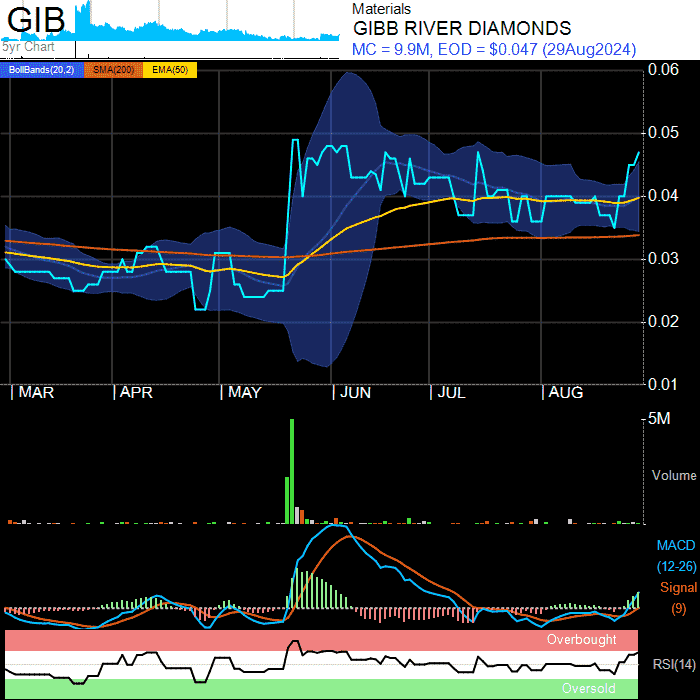 GIB
5yr Chart
Materials
GIBB RIVER DIAMONDS
MC = 9.9M, EOD = $0.047 (29Aug2024)
BollBands(20,2) SMA(200) EMA(50)
0.06
0.05
0.04
0.03
0.02
0.01
MAR APR MAY JUN JUL AUG
5M
Volume
MACD
(12-26)
Signal
(9)
Overbought
RSI(14)
Oversold